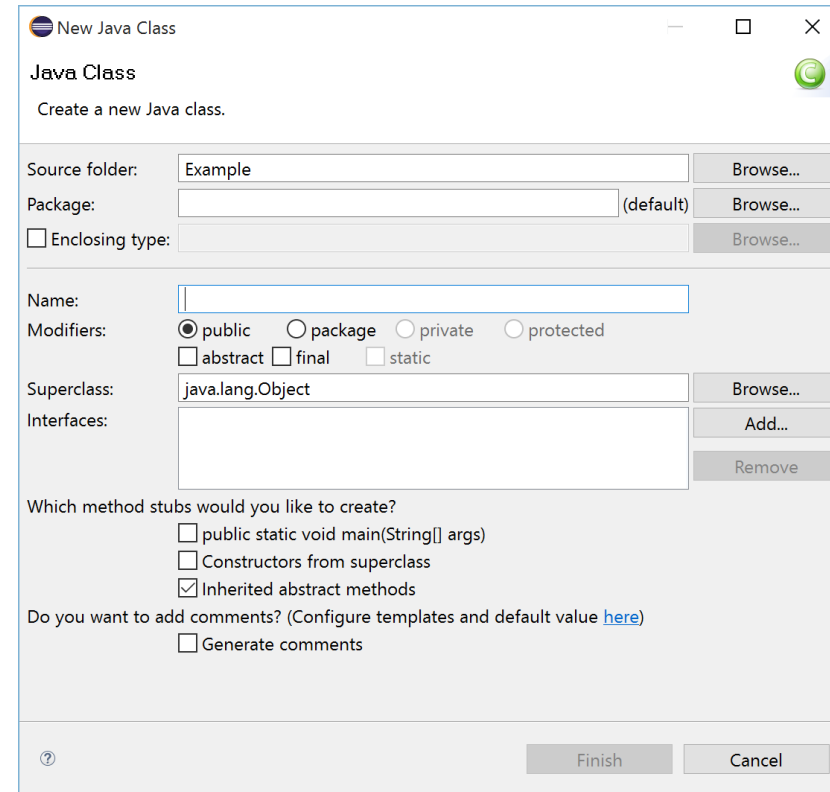 New Java Class
Java Class
Create a new Java class.
Source folder: Example Browse...
Package: (default) Browse...
Enclosing type: Browse...
Name:
Modifiers: public package private protected
abstract final static
Superclass: java.lang.Object Browse...
Interfaces: Add...
Remove
Which method stubs would you like to create?
public static void main(String[] args)
Constructors from superclass
Inherited abstract methods
Do you want to add comments? (Configure templates and default value here)
Generate comments
? Finish Cancel